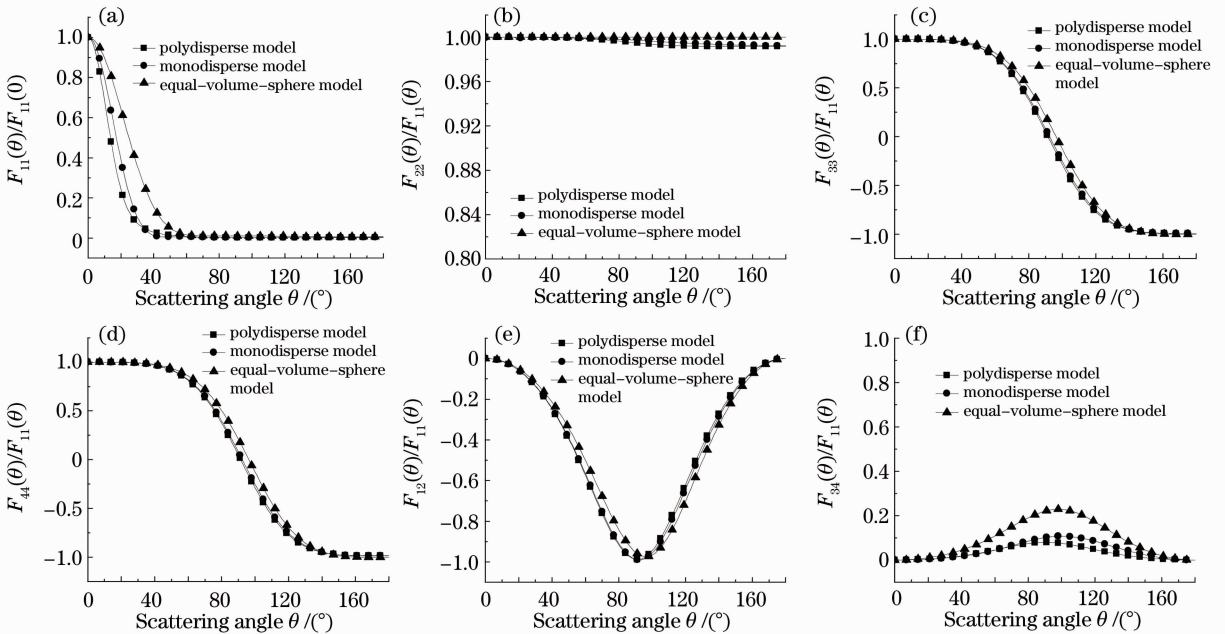 (a)
1.0
0.8
0.6
0.4
0.2
0
F11(θ)/F11(0)
polydisperse model
monodisperse model
equal-volume-sphere model
0 40 80 120 160
Scattering angle θ /(°)
(b)
1.00
0.96
0.92
0.88
0.84
0.80
F22(θ)/F11(θ)
polydisperse model
monodisperse model
equal-volume-sphere model
0 40 80 120 160
Scattering angle θ /(°)
(c)
1.0
0.5
0
-0.5
-1.0
F33(θ)/F11(θ)
polydisperse model
monodisperse model
equal-volume-sphere
model
0 40 80 120 160
Scattering angle θ /(°)
(d)
1.0
0.5
0
-0.5
-1.0
F44(θ)/F11(θ)
polydisperse model
monodisperse model
equal-volume-sphere
model
0 40 80 120 160
Scattering angle θ /(°)
(e)
0
-0.2
-0.4
-0.6
-0.8
-1.0
F12(θ)/F11(θ)
polydisperse model
monodisperse model
equal-volume-sphere
model
0 40 80 120 160
Scattering angle θ /(°)
(f)
1.0
0.8
0.6
0.4
0.2
0
F34(θ)/F11(θ)
polydisperse model
monodisperse model
equal-volume-sphere model
0 40 80 120 160
Scattering angle θ /(°)